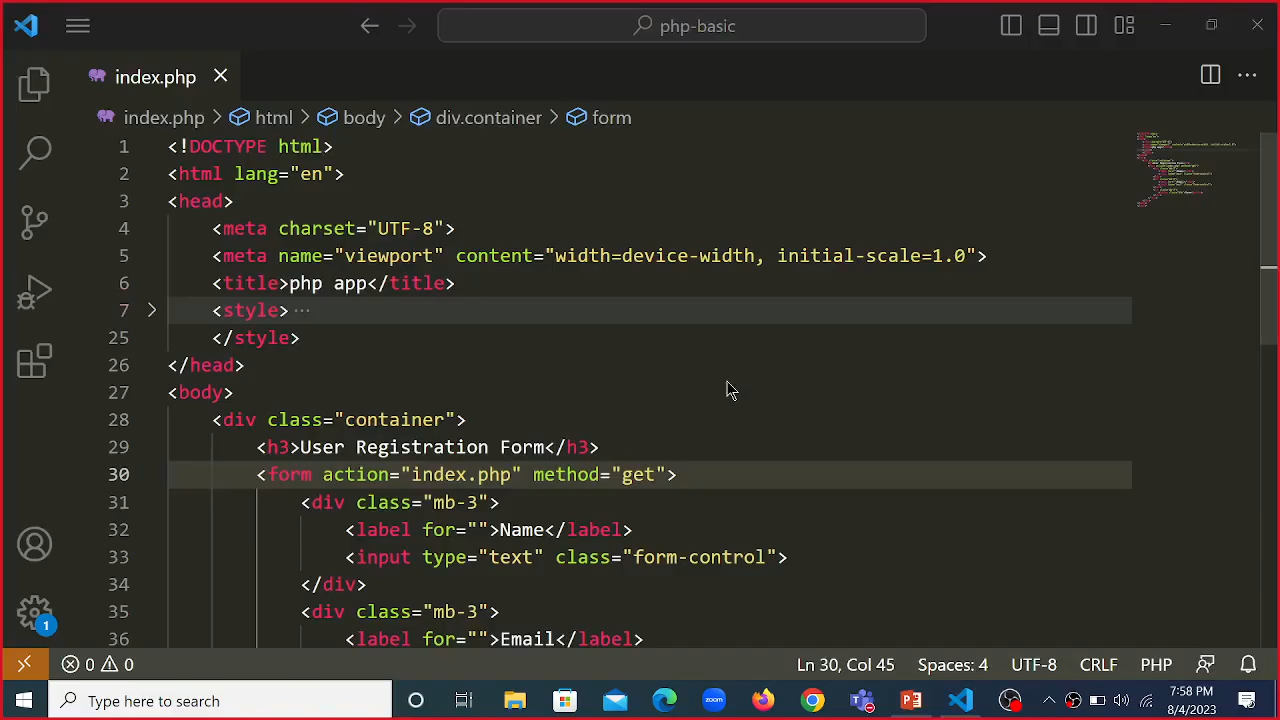 php-basic
index.php
index.php > html > body > div.container > form
1 <!DOCTYPE html>
2 <html lang="en">
3 <head>
4 <meta charset="UTF-8">
5 <meta name="viewport" content="width=device-width, initial-scale=1.0">
6 <title>php app</title>
7 <style>···
25 </style>
26 </head>
27 <body>
28 <div class="container">
29 <h3>User Registration Form</h3>
30 <form action="index.php" method="get">
31 <div class="mb-3">
32 <label for="">Name</label>
33 <input type="text" class="form-control">
34 </div>
35 <div class="mb-3">
36 <label for="">Email</label>
1
0 0 Ln 30, Col 45 Spaces: 4 UTF-8 CRLF PHP
Type here to search
zoom
7:58 PM
8/4/2023